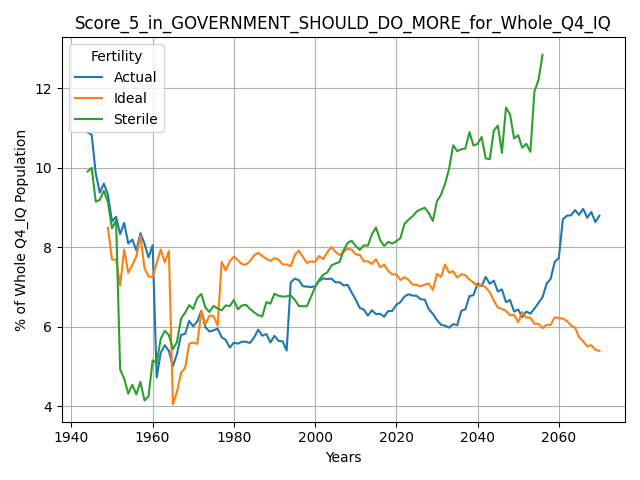 Score_5_in_GOVERNMENT_SHOULD_DO_MORE_for_Whole_Q4_IQ
Fertility
Actual
Ideal
Sterile
% of Whole Q4_IQ Population
12
10
8
6
4
1940 1960 1980 2000 2020 2040 2060
Years